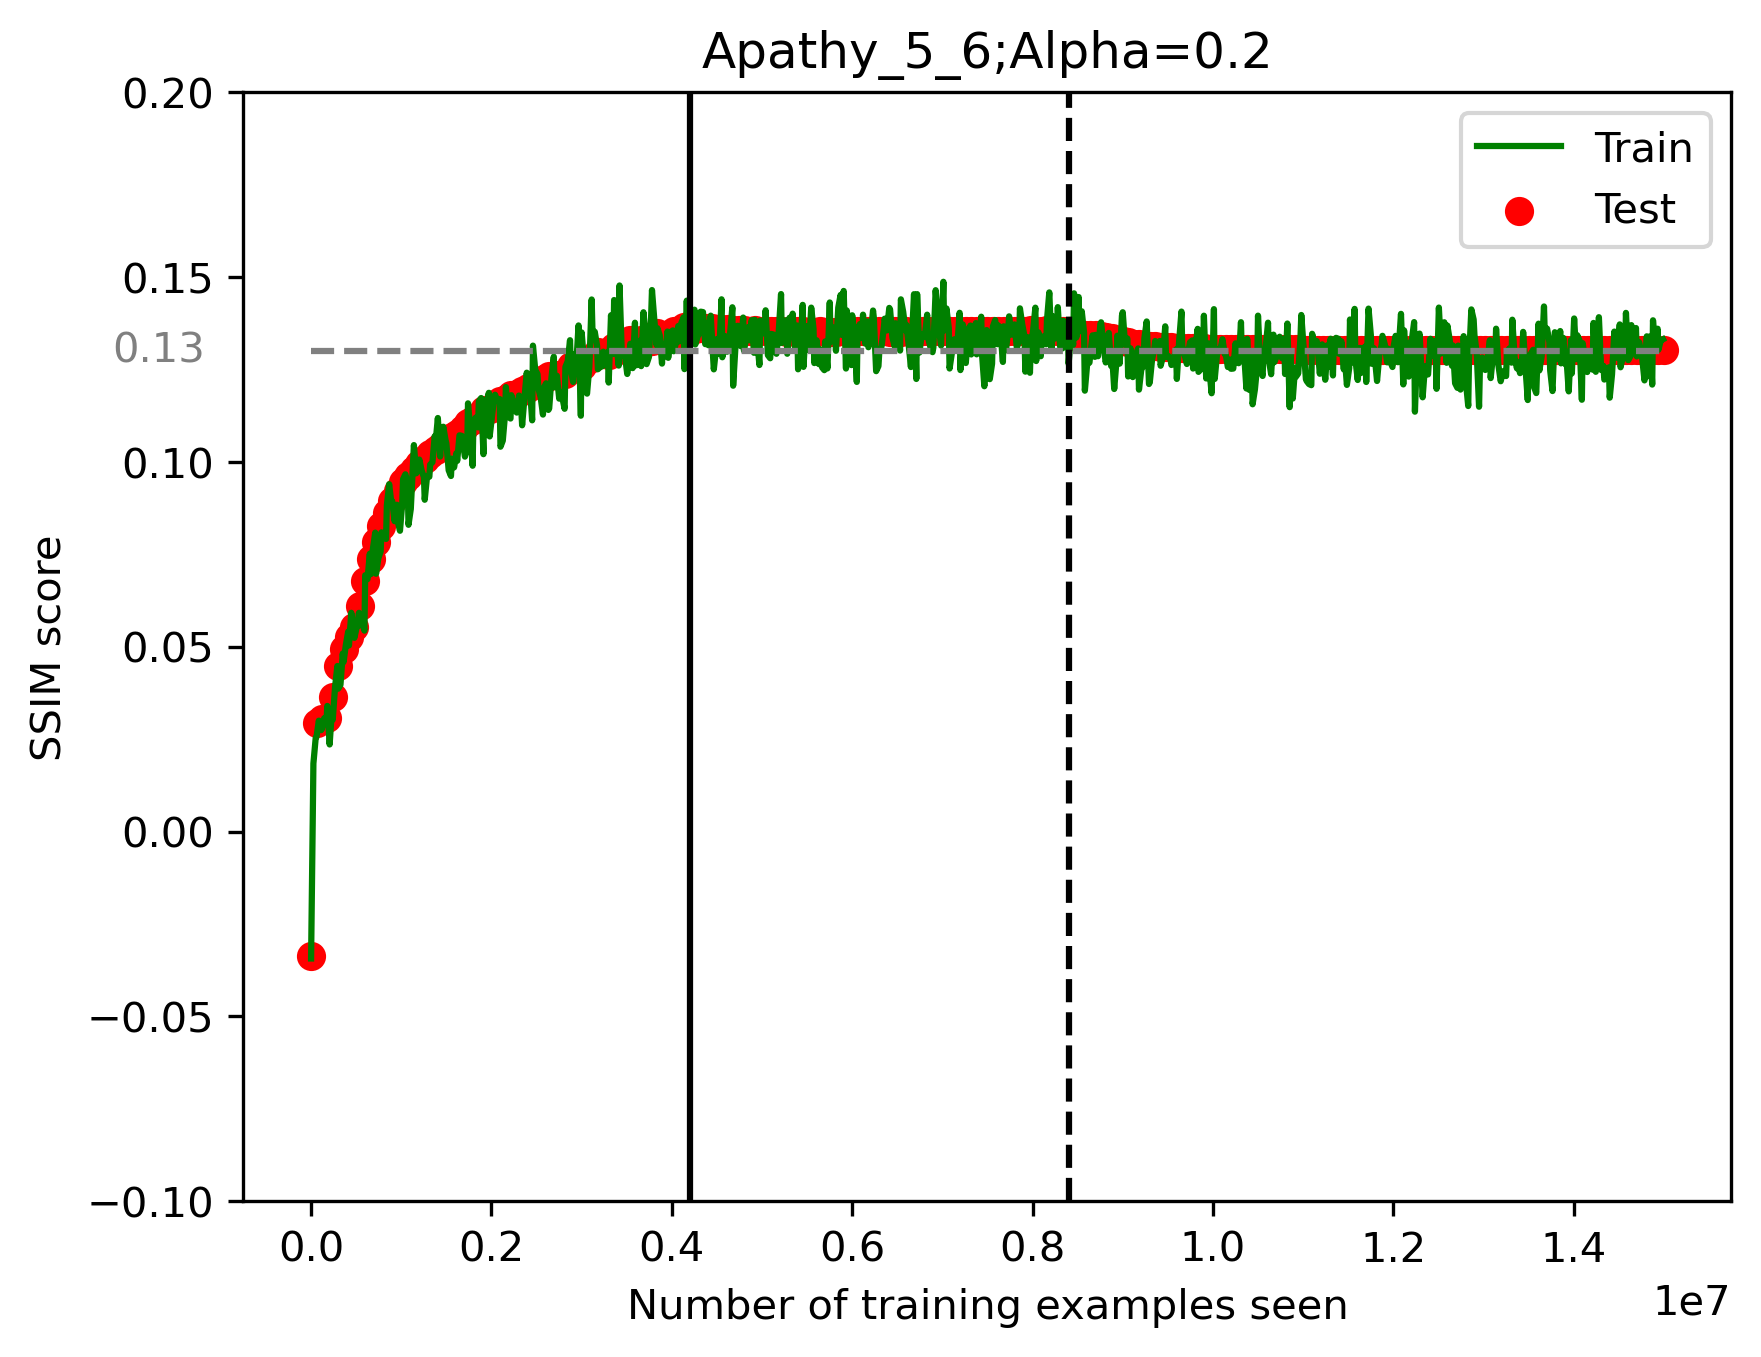 Apathy_5_6;Alpha=0.2
0.20
0.15
0.13
0.10
0.05
0.00
−0.05
−0.10
SSIM score
Train
Test
0.0 0.2 0.4 0.6 0.8 1.0 1.2 1.4
1e7
Number of training examples seen